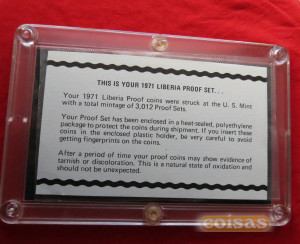 THIS IS YOUR 1971 LIBERIA PROOF SET...
Your 1971 Liberia Proof coins were struck at the U. S. Mint
with a total mintage of 3,012 Proof Sets.
Your Proof Set has been enclosed in a heat-sealed, polyethylene
package to protect the coins during shipment. If you insert these
coins in the enclosed plastic holder, be very careful to avoid
getting fingerprints on the coins.
After a period of time your proof coins may show evidence of
tarnish or discoloration. This is a natural state of oxidation and
should not be unexpected.
coisas